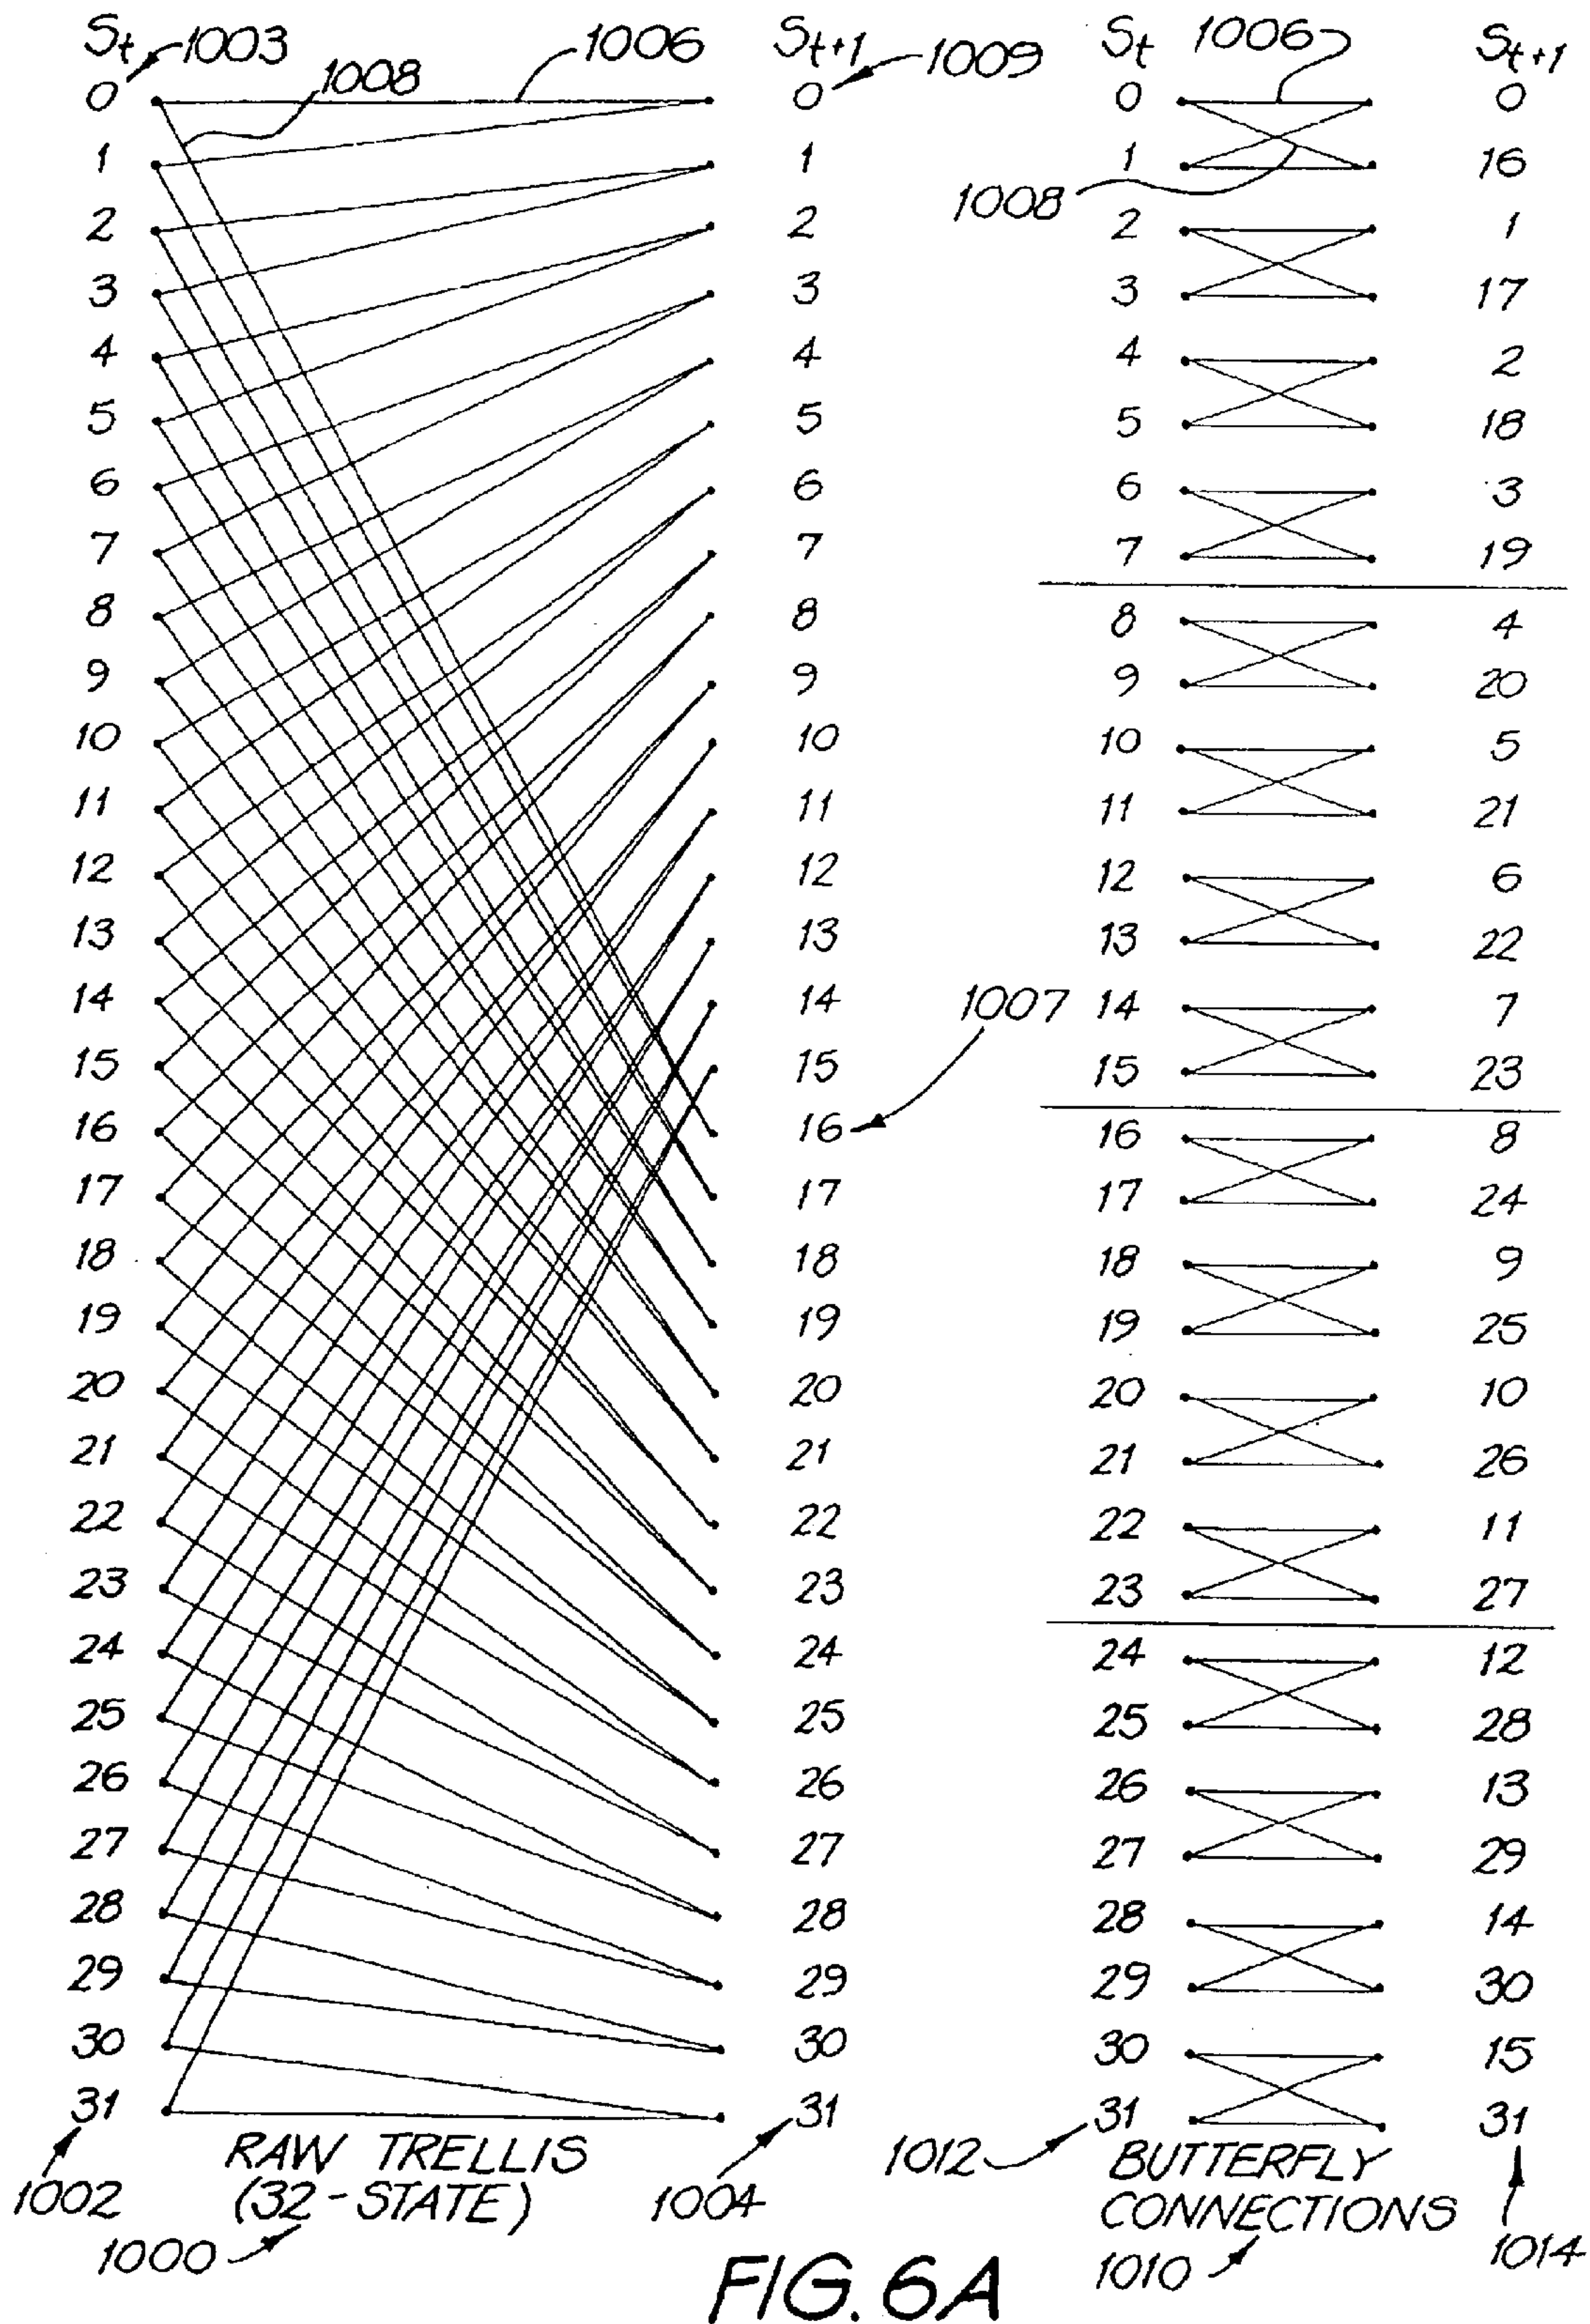 St 1003 1006 St+1 1009 St 1006 St+1
0 1008 0 0 0
1 1 1 16
1008
2 2 2 1
3 3 3 17
4 4 4 2
5 5 5 18
6 6 6 3
7 7 7 19
8 8 8 4
9 9 9 20
10 10 10 5
11 11 11 21
12 12 12 6
13 13 13 22
14 14 1007 14 7
15 15 15 23
16 16 16 8
17 17 17 24
18 18 18 9
19 19 19 25
20 20 20 10
21 21 21 26
22 22 22 11
23 23 23 27
24 24 24 12
25 25 25 28
26 26 26 13
27 27 27 29
28 28 28 14
29 29 29 30
30 30 30 15
31 31 31 31
1002 RAW TRELLIS 1004 1012 BUTTERFLY 1014
(32-STATE) CONNECTIONS
1000 1010
FIG. 6A